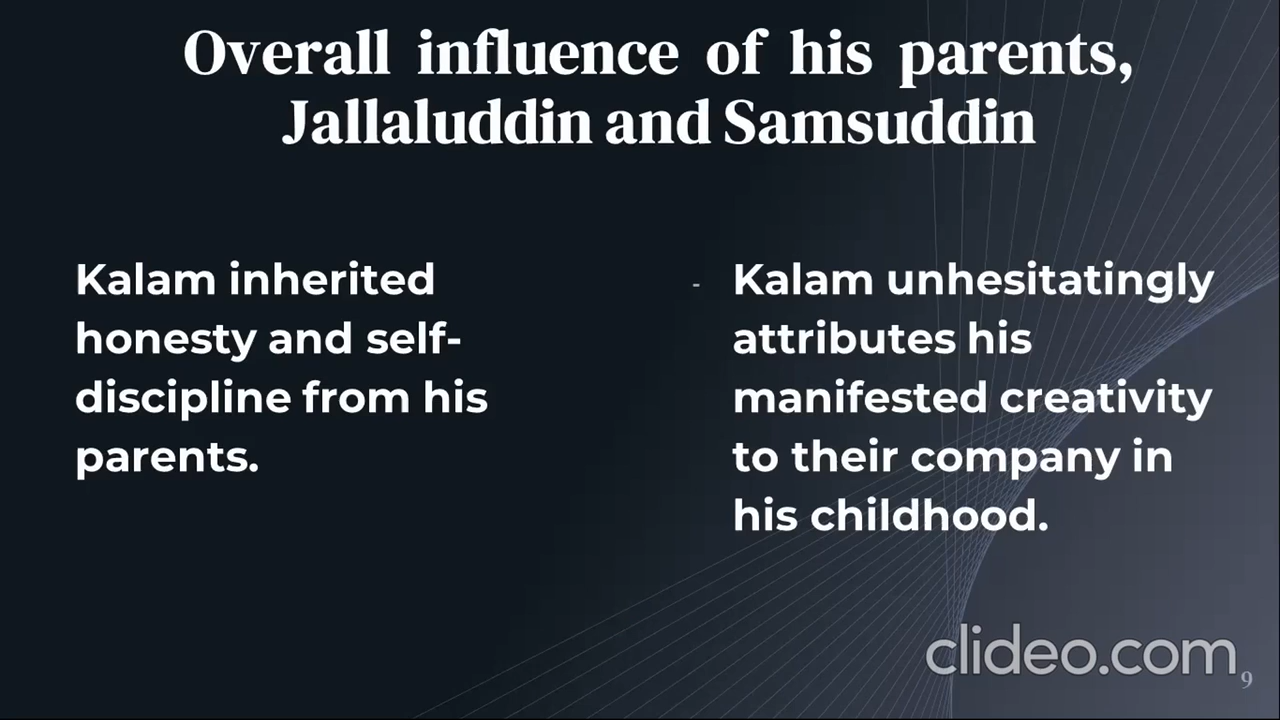 Overall influence of his parents,
Jallaluddin and Samsuddin
Kalam inherited
honesty and self-
discipline from his
parents.
- Kalam unhesitatingly
attributes his
manifested creativity
to their company in
his childhood.
clideo.com
9